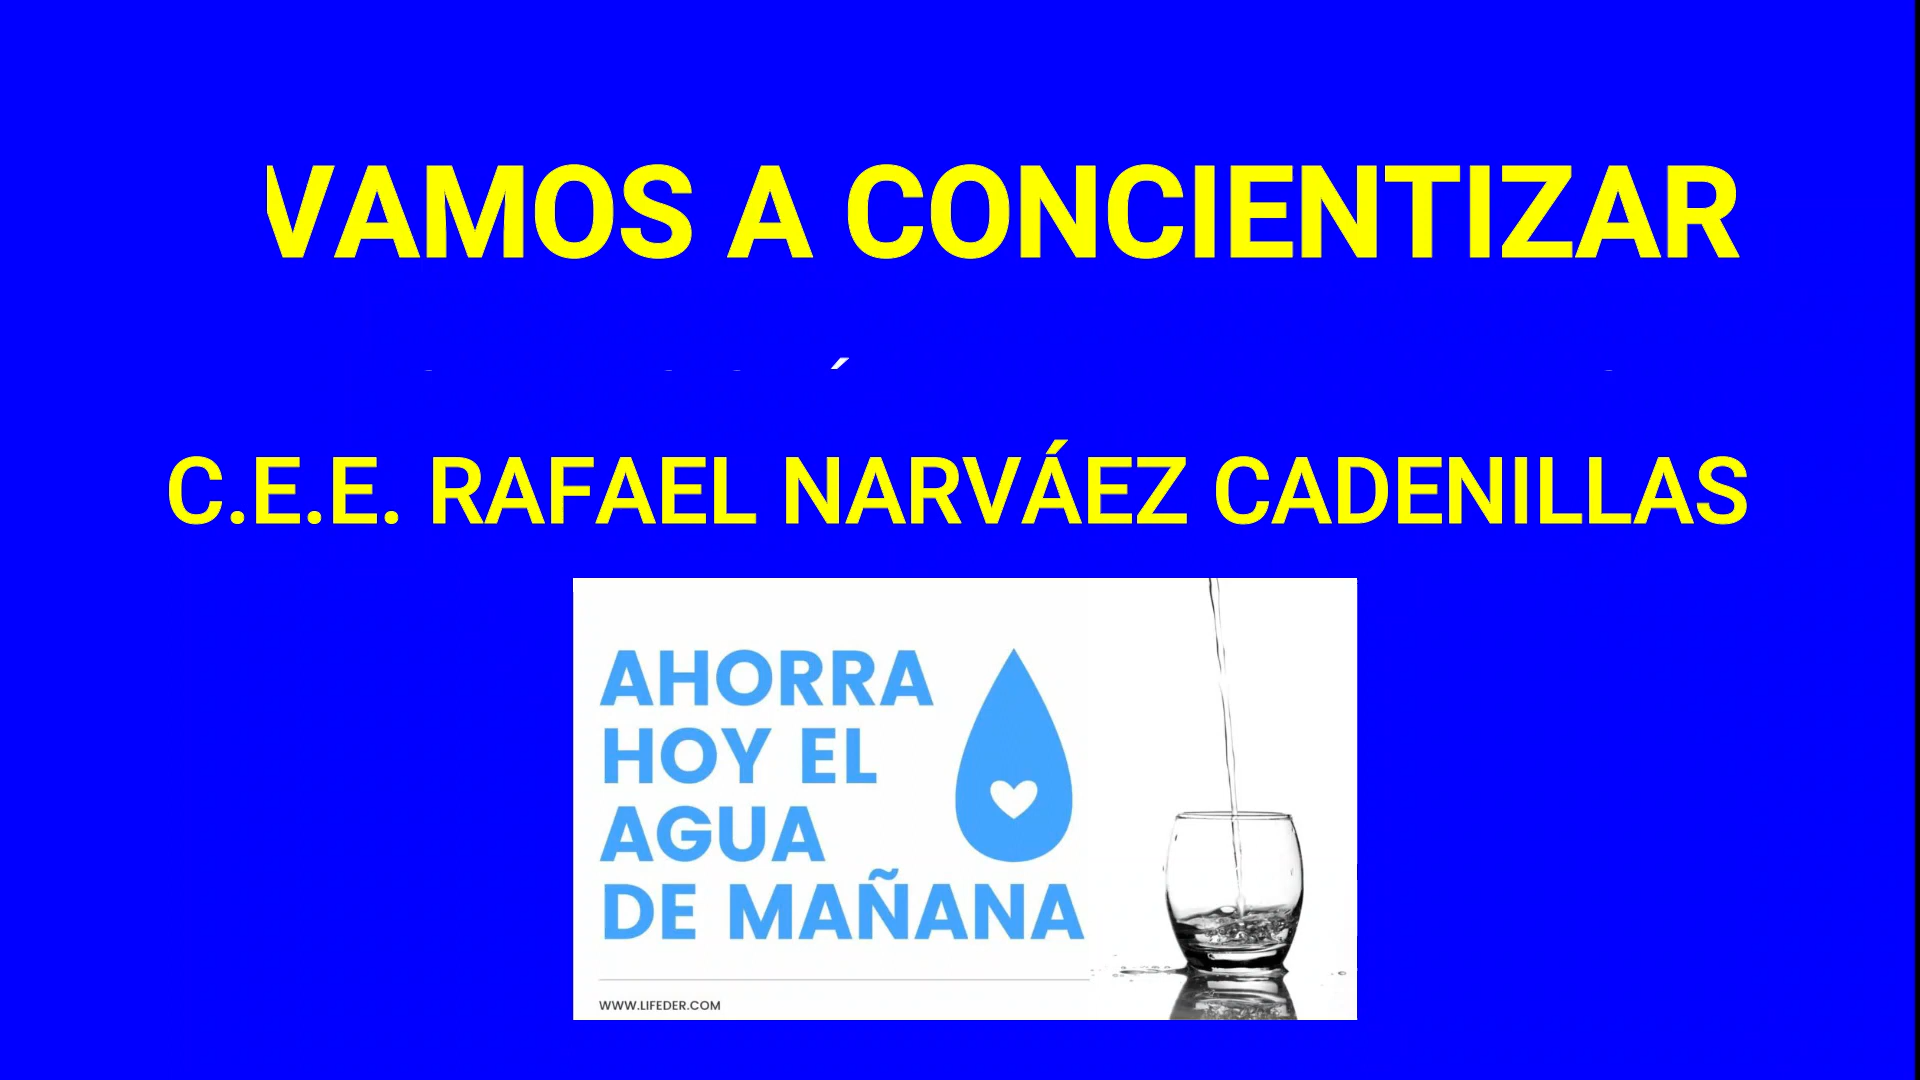 VAMOS A CONCIENTIZAR
C.E.E. RAFAEL NARVÁEZ CADENILLAS
AHORRA
HOY EL
AGUA
DE MAÑANA
WWW.LIFEDER.COM